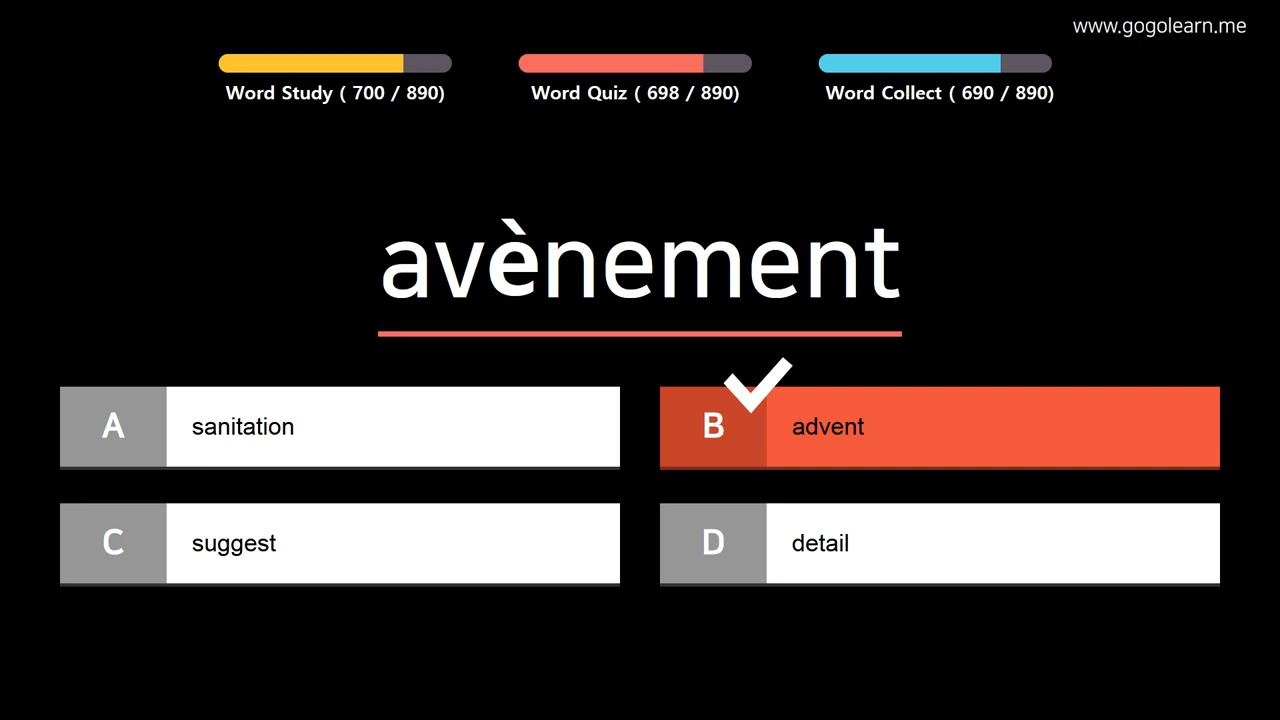 www.gogolearn.me
Word Study ( 700 / 890)
Word Quiz ( 698 / 890)
Word Collect ( 690 / 890)
avènement
A sanitation
B advent
C suggest
D detail